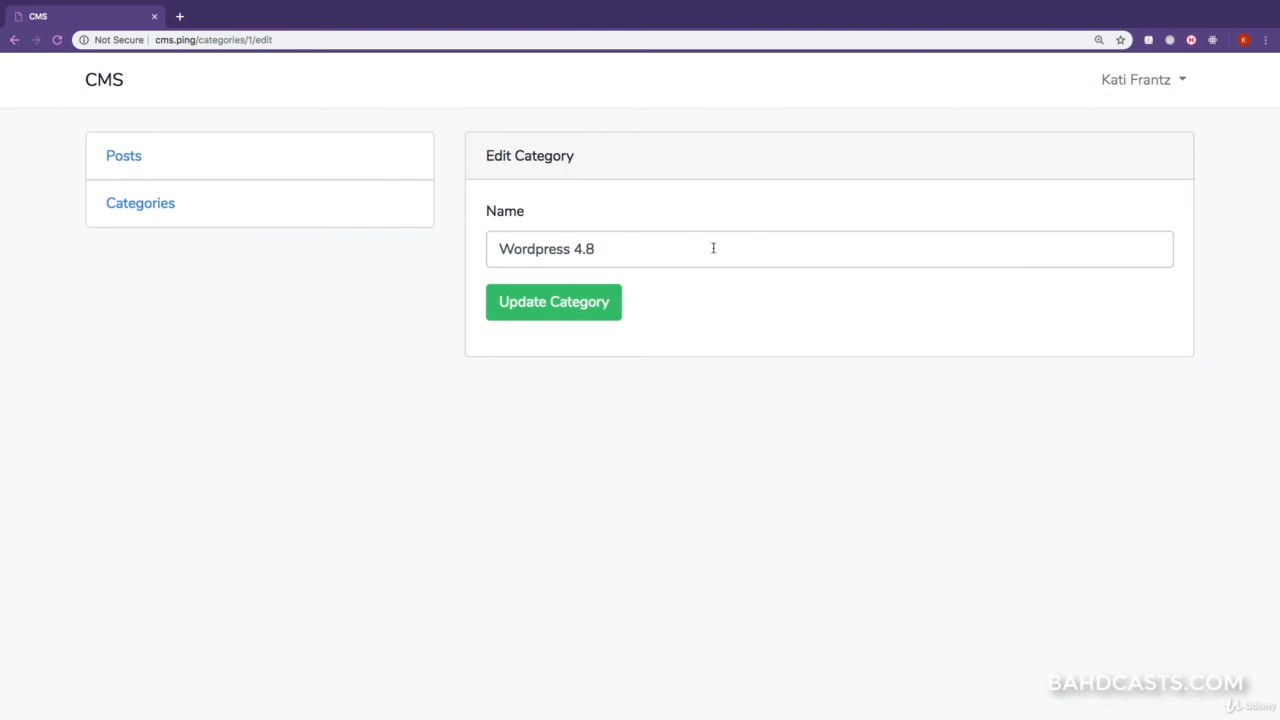 CMS
Not Secure | cms.ping/categories/1/edit
K
CMS
Kati Frantz
Posts
Categories
Edit Category
Name
Wordpress 4.8
Update Category
BAHDCASTS.COM
Udemy